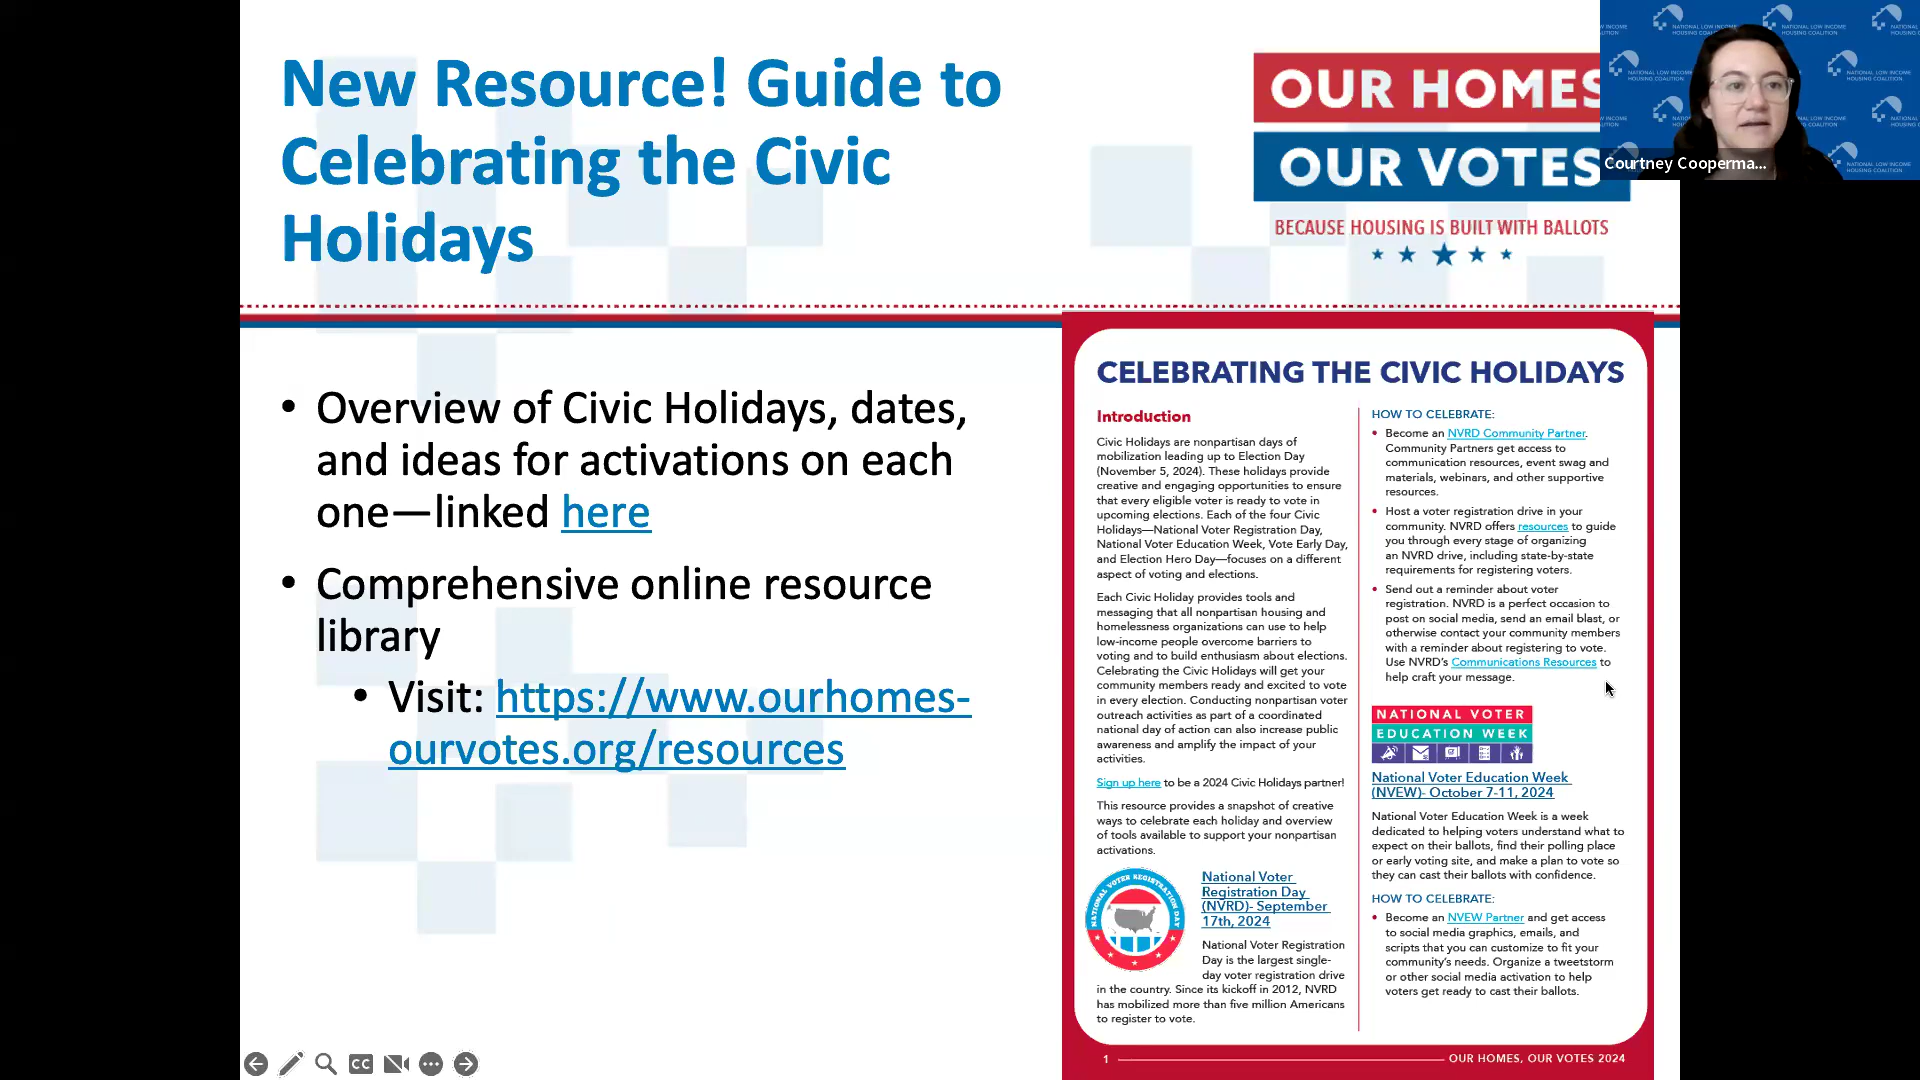 New Resource! Guide to
Celebrating the Civic
Holidays
OUR HOMES
OUR VOTES
BECAUSE HOUSING IS BUILT WITH BALLOTS
NATIONAL LOW INCOME
HOUSING COALITION
Courtney Cooperma...
• Overview of Civic Holidays, dates,
and ideas for activations on each
one—linked here
• Comprehensive online resource
library
• Visit: https://www.ourhomes-
ourvotes.org/resources
CELEBRATING THE CIVIC HOLIDAYS
Introduction
Civic Holidays are nonpartisan days of
mobilization leading up to Election Day
(November 5, 2024). These holidays provide
creative and engaging opportunities to ensure
that every eligible voter is ready to vote in
upcoming elections. Each of the four Civic
Holidays—National Voter Registration Day,
National Voter Education Week, Vote Early Day,
and Election Hero Day—focuses on a different
aspect of voting and elections.
Each Civic Holiday provides tools and
messaging that all nonpartisan housing and
homelessness organizations can use to help
low-income people overcome barriers to
voting and to build enthusiasm about elections.
Celebrating the Civic Holidays will get your
community members ready and excited to vote
in every election. Conducting nonpartisan voter
outreach activities as part of a coordinated
national day of action can also increase public
awareness and amplify the impact of your
activities.
Sign up here to be a 2024 Civic Holidays partner!
This resource provides a snapshot of creative
ways to celebrate each holiday and overview
of tools available to support your nonpartisan
activations.
NATIONAL VOTER REGISTRATION DAY
National Voter
Registration Day
(NVRD)- September
17th, 2024
National Voter Registration
Day is the largest single-
day voter registration drive
in the country. Since its kickoff in 2012, NVRD
has mobilized more than five million Americans
to register to vote.
HOW TO CELEBRATE:
• Become an NVRD Community Partner.
Community Partners get access to
communication resources, event swag and
materials, webinars, and other supportive
resources.
• Host a voter registration drive in your
community. NVRD offers resources to guide
you through every stage of organizing
an NVRD drive, including state-by-state
requirements for registering voters.
• Send out a reminder about voter
registration. NVRD is a perfect occasion to
post on social media, send an email blast, or
otherwise contact your community members
with a reminder about registering to vote.
Use NVRD's Communications Resources to
help craft your message.
NATIONAL VOTER
EDUCATION WEEK
National Voter Education Week
(NVEW)- October 7-11, 2024
National Voter Education Week is a week
dedicated to helping voters understand what to
expect on their ballots, find their polling place
or early voting site, and make a plan to vote so
they can cast their ballots with confidence.
HOW TO CELEBRATE:
• Become an NVEW Partner and get access
to social media graphics, emails, and
scripts that you can customize to fit your
community's needs. Organize a tweetstorm
or other social media activation to help
voters get ready to cast their ballots.
1
OUR HOMES, OUR VOTES 2024
CC